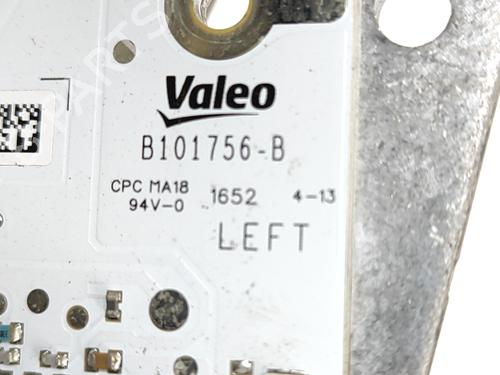 Valeo
B101756-B
CPC MA18 1652 4-13
94V-0
LEFT